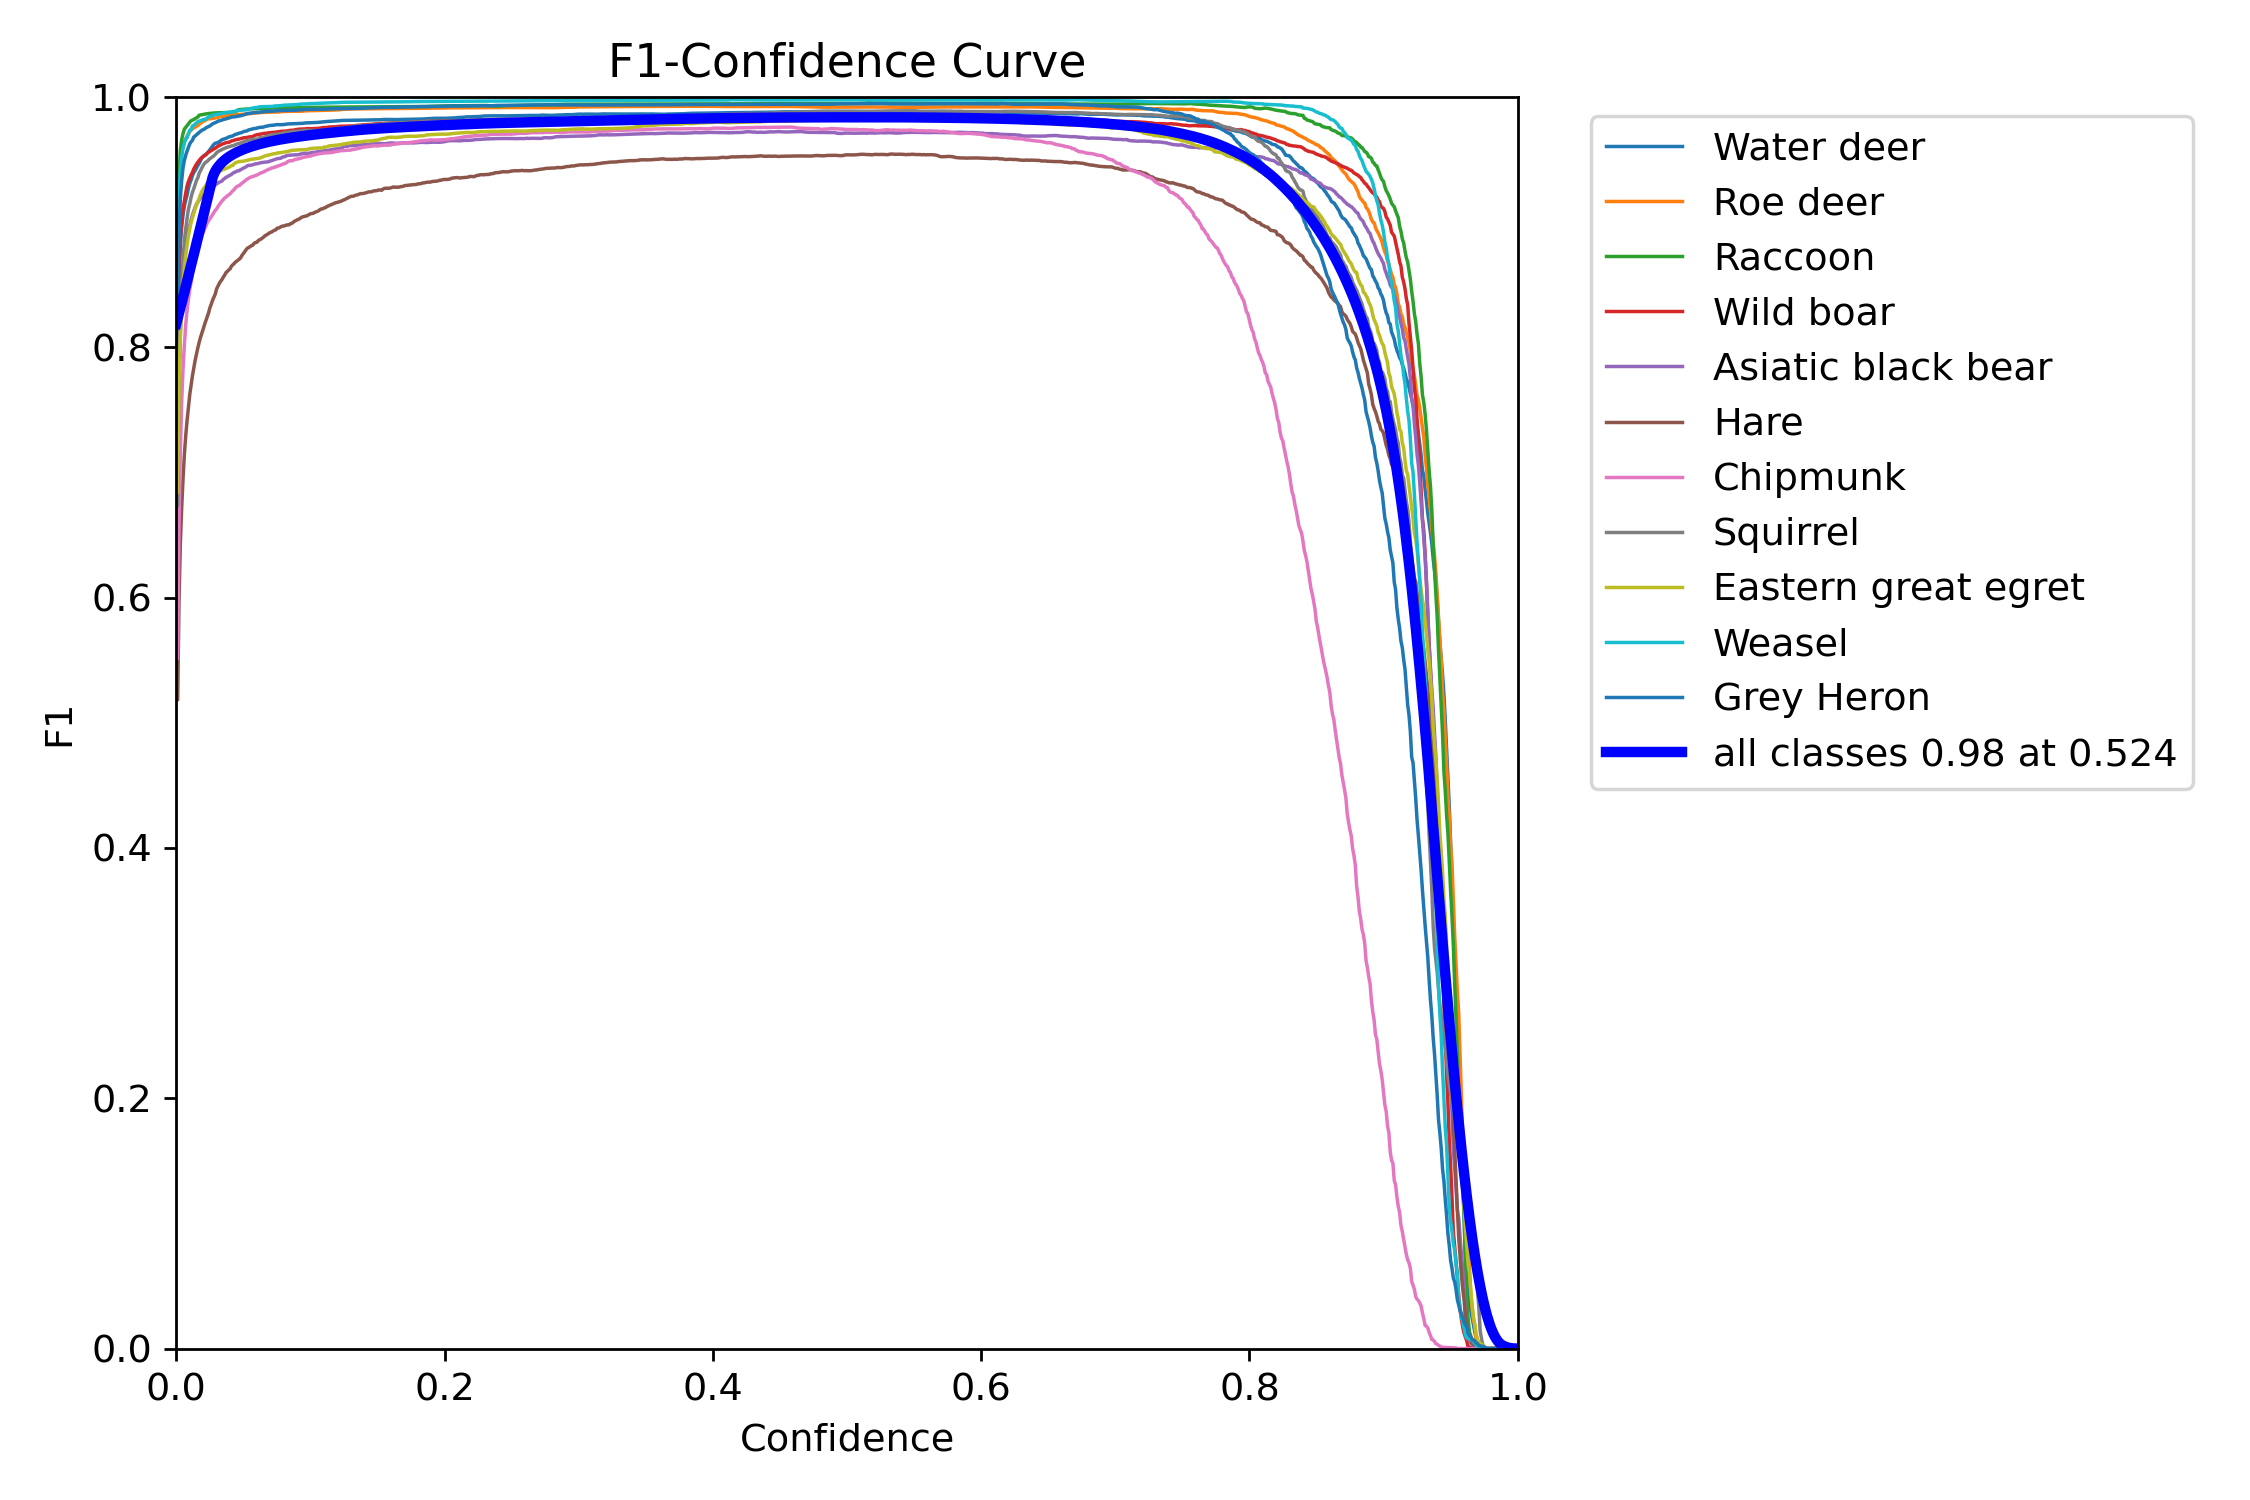 F1-Confidence Curve
1.0
0.8
0.6
0.4
0.2
0.0
F1
0.0 0.2 0.4 0.6 0.8 1.0
Confidence
Water deer
Roe deer
Raccoon
Wild boar
Asiatic black bear
Hare
Chipmunk
Squirrel
Eastern great egret
Weasel
Grey Heron
all classes 0.98 at 0.524